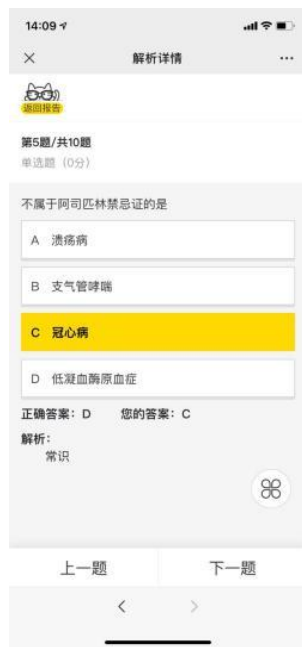 14:09
解析详情
返回报告
第5题/共10题
单选题（0分）
不属于阿司匹林禁忌证的是
A 溃疡病
B 支气管哮喘
C 冠心病
D 低凝血酶原血症
正确答案：D 您的答案：C
解析：
常识
上一题 下一题